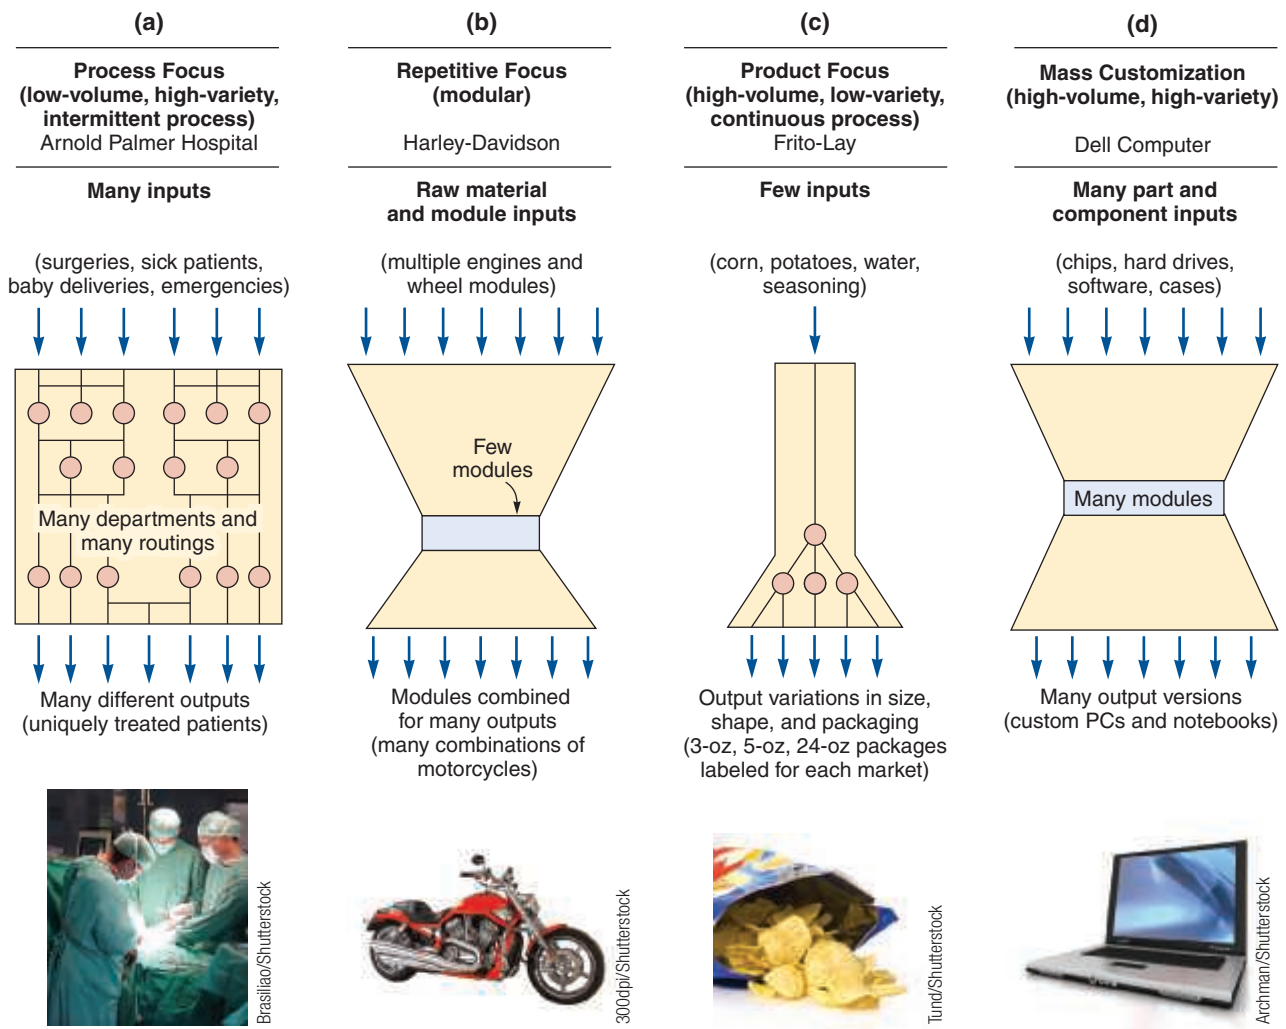 (a)
Process Focus
(low-volume, high-variety,
intermittent process)
Arnold Palmer Hospital
Many inputs
(surgeries, sick patients,
baby deliveries, emergencies)
Many departments and
many routings
Many different outputs
(uniquely treated patients)
Brasiliao/Shutterstock
(b)
Repetitive Focus
(modular)
Harley-Davidson
Raw material
and module inputs
(multiple engines and
wheel modules)
Few
modules
Modules combined
for many outputs
(many combinations of
motorcycles)
300dpi/Shutterstock
(c)
Product Focus
(high-volume, low-variety,
continuous process)
Frito-Lay
Few inputs
(corn, potatoes, water,
seasoning)
Output variations in size,
shape, and packaging
(3-oz, 5-oz, 24-oz packages
labeled for each market)
Tund/Shutterstock
(d)
Mass Customization
(high-volume, high-variety)
Dell Computer
Many part and
component inputs
(chips, hard drives,
software, cases)
Many modules
Many output versions
(custom PCs and notebooks)
Archman/Shutterstock